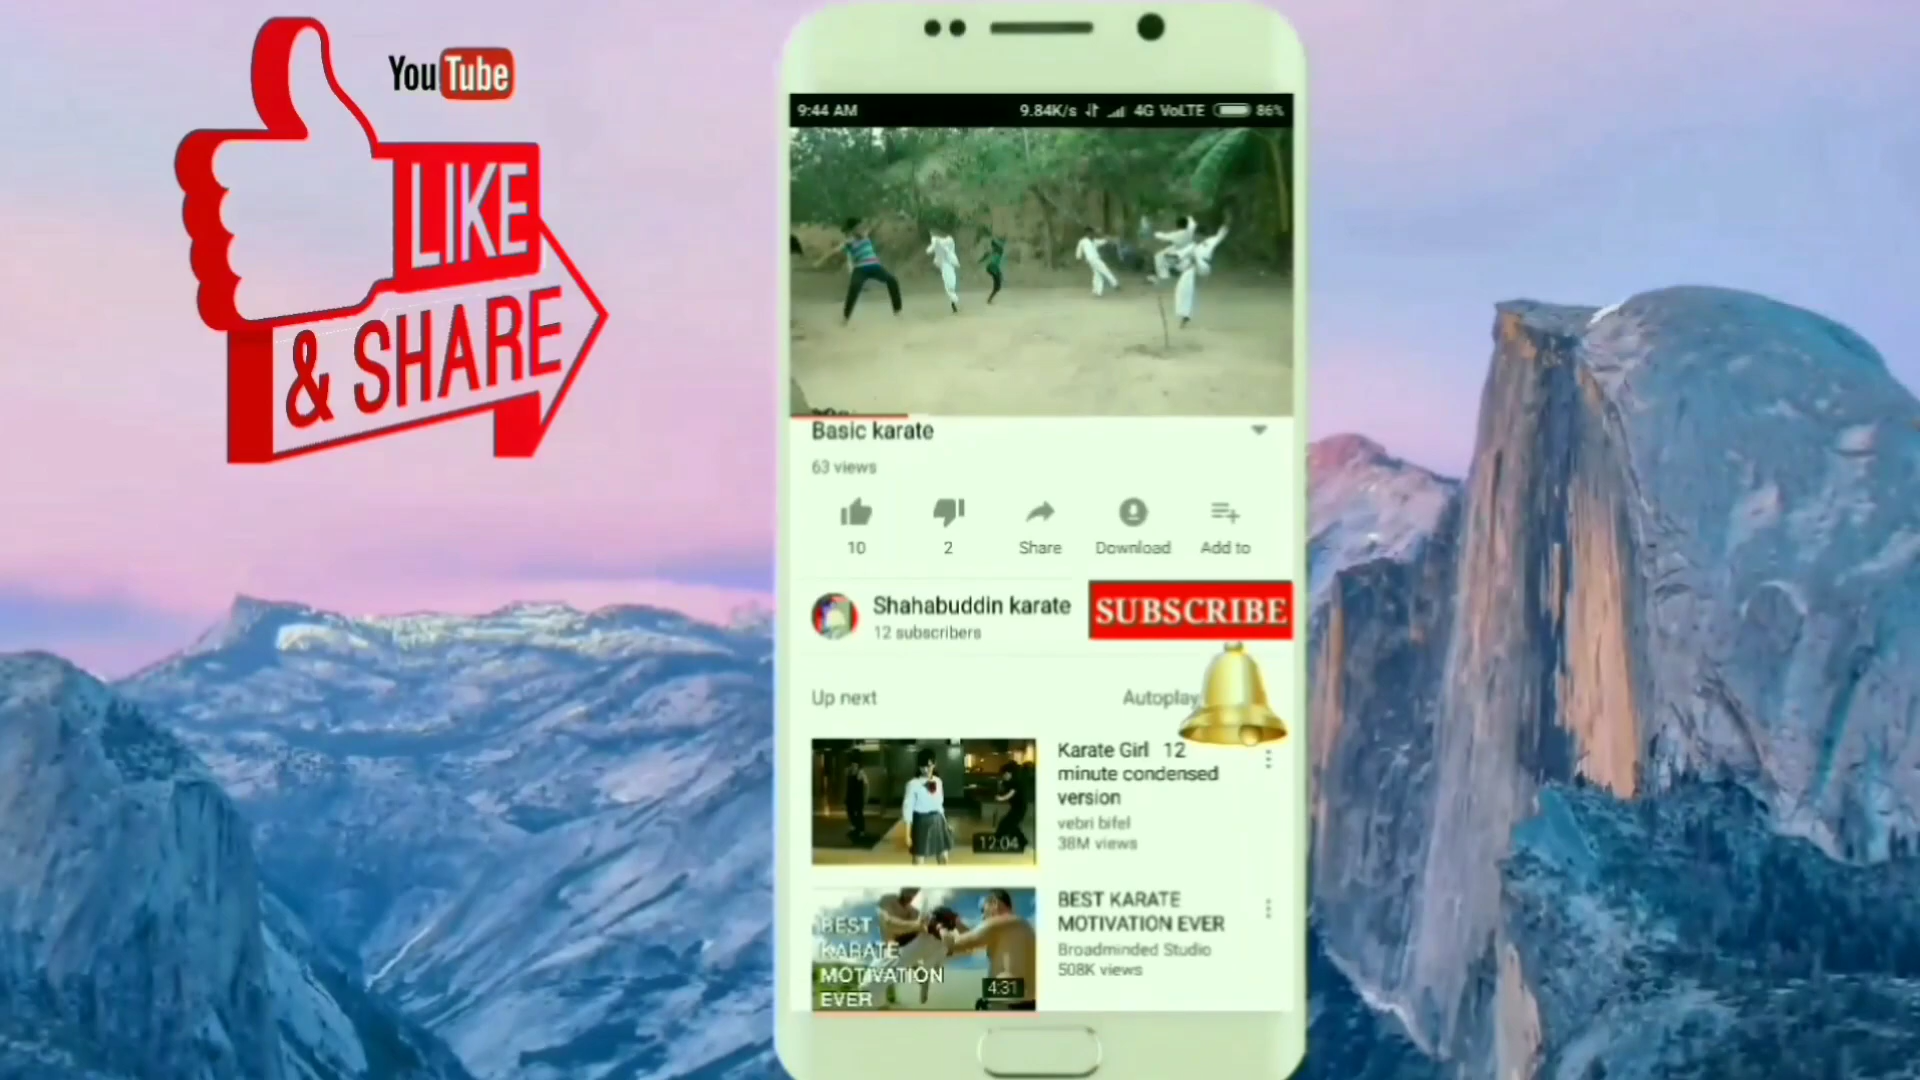 YouTube
LIKE
& SHARE
9:44 AM 9.84K/s 4G VoLTE 86%
Basic karate
63 views
10 2 Share Download Add to
Shahabuddin karate
12 subscribers
SUBSCRIBE
Up next Autoplay
12:04
Karate Girl 12
minute condensed
version
vebri bifel
38M views
BEST
KARATE
MOTIVATION
EVER
4:31
BEST KARATE
MOTIVATION EVER
Broadminded Studio
508K views